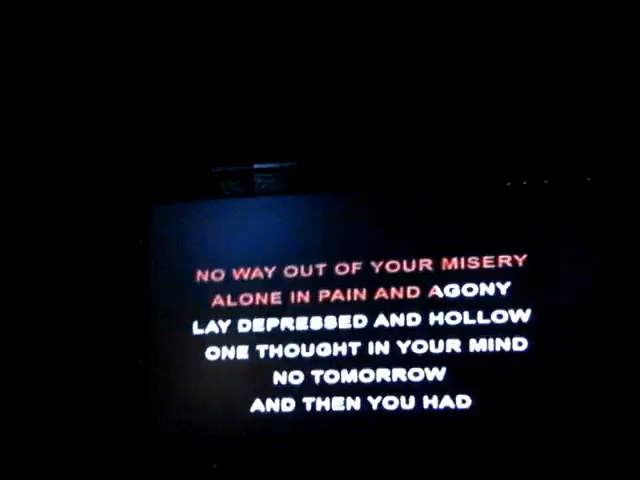 NO WAY OUT OF YOUR MISERY
ALONE IN PAIN AND AGONY
LAY DEPRESSED AND HOLLOW
ONE THOUGHT IN YOUR MIND
NO TOMORROW
AND THEN YOU HAD